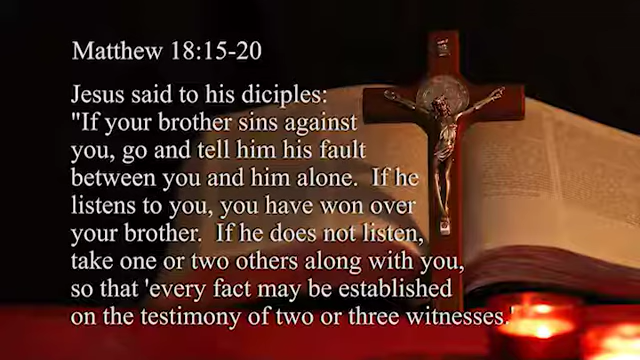 Matthew 18:15-20
Jesus said to his diciples:
"If your brother sins against
you, go and tell him his fault
between you and him alone.  If he
listens to you, you have won over
your brother.  If he does not listen,
take one or two others along with you,
so that 'every fact may be established
on the testimony of two or three witnesses.'